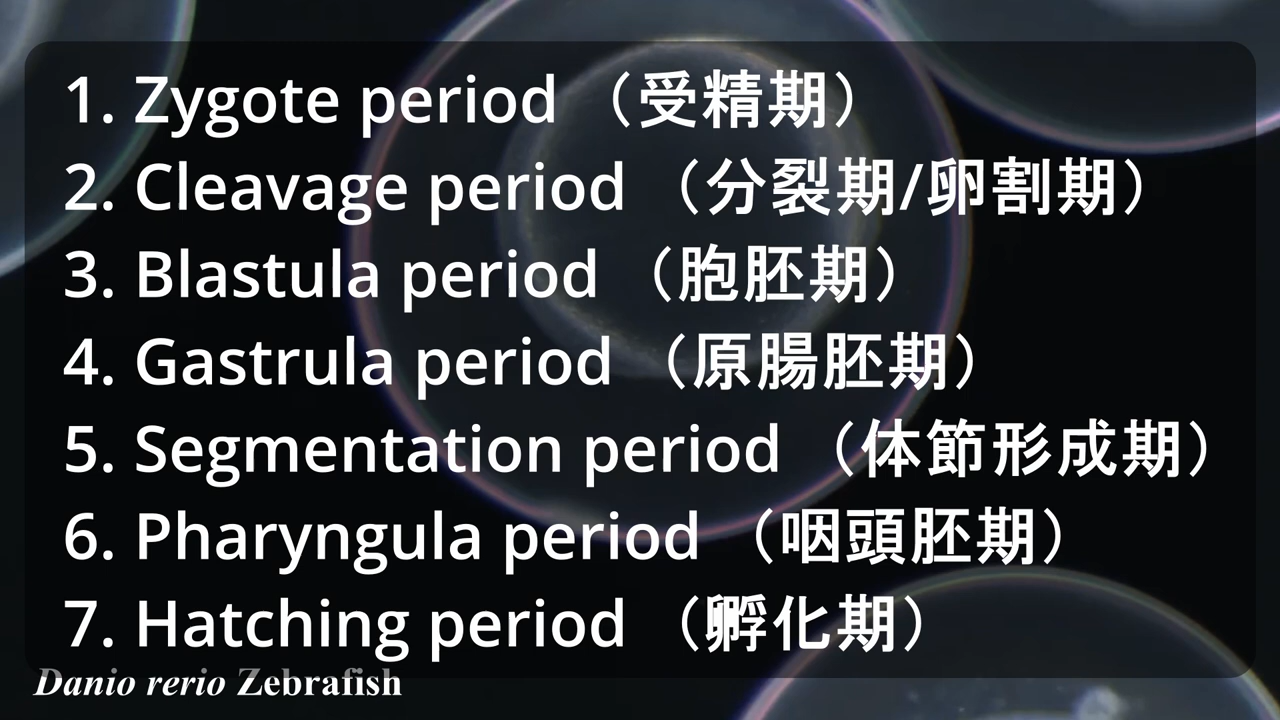 1. Zygote period （受精期）
2. Cleavage period （分裂期/卵割期）
3. Blastula period （胞胚期）
4. Gastrula period （原腸胚期）
5. Segmentation period （体節形成期）
6. Pharyngula period （咽頭胚期）
7. Hatching period （孵化期）
Danio rerio Zebrafish